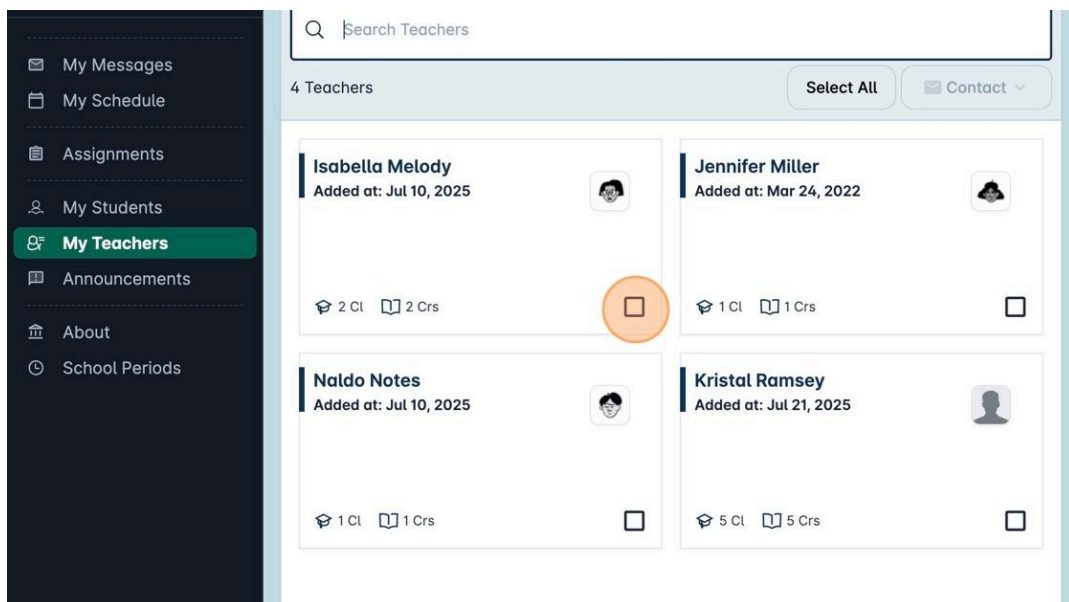 Search Teachers
My Messages
My Schedule
Assignments
My Students
My Teachers
Announcements
About
School Periods
4 Teachers
Select All
Contact
Isabella Melody
Added at: Jul 10, 2025
2 Cl 2 Crs
Jennifer Miller
Added at: Mar 24, 2022
1 Cl 1 Crs
Naldo Notes
Added at: Jul 10, 2025
1 Cl 1 Crs
Kristal Ramsey
Added at: Jul 21, 2025
5 Cl 5 Crs